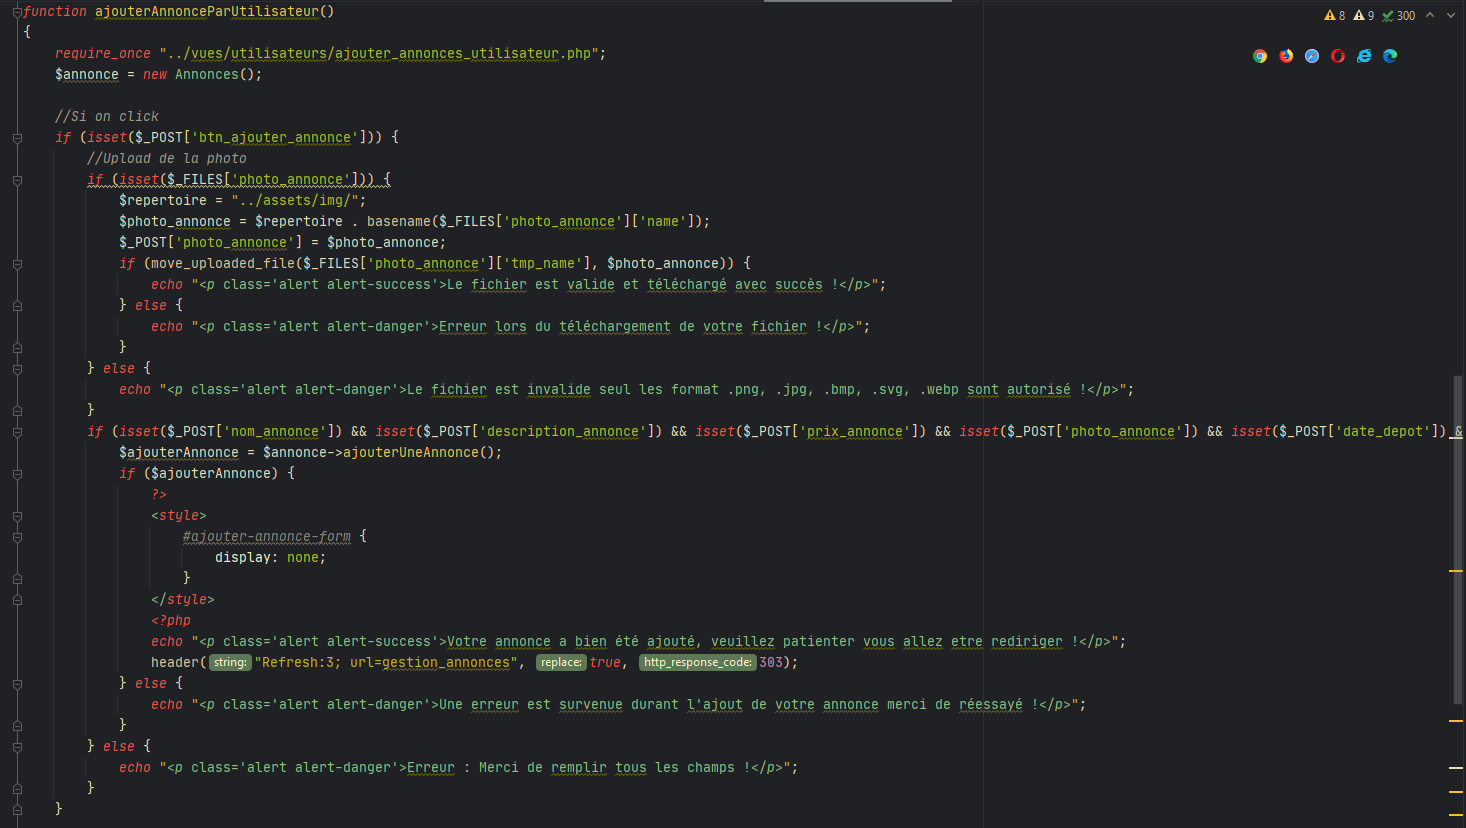 function ajouterAnnonceParUtilisateur()
8 9 300
{
require_once "../vues/utilisateurs/ajouter_annonces_utilisateur.php";
$annonce = new Annonces();
//Si on click
if (isset($_POST['btn_ajouter_annonce'])) {
//Upload de la photo
if (isset($_FILES['photo_annonce'])) {
$repertoire = "../assets/img/";
$photo_annonce = $repertoire . basename($_FILES['photo_annonce']['name']);
$_POST['photo_annonce'] = $photo_annonce;
if (move_uploaded_file($_FILES['photo_annonce']['tmp_name'], $photo_annonce)) {
echo "<p class='alert alert-success'>Le fichier est valide et téléchargé avec succès !</p>";
} else {
echo "<p class='alert alert-danger'>Erreur lors du téléchargement de votre fichier !</p>";
}
} else {
echo "<p class='alert alert-danger'>Le fichier est invalide seul les format .png, .jpg, .bmp, .svg, .webp sont autorisé !</p>";
}
if (isset($_POST['nom_annonce']) && isset($_POST['description_annonce']) && isset($_POST['prix_annonce']) && isset($_POST['photo_annonce']) && isset($_POST['date_depot']) &
$ajouterAnnonce = $annonce->ajouterUneAnnonce();
if ($ajouterAnnonce) {
?>
<style>
#ajouter-annonce-form {
display: none;
}
</style>
<?php
echo "<p class='alert alert-success'>Votre annonce a bien été ajouté, veuillez patienter vous allez etre rediriger !</p>";
header( string: "Refresh:3; url=gestion_annonces", replace: true, http_response_code: 303);
} else {
echo "<p class='alert alert-danger'>Une erreur est survenue durant l'ajout de votre annonce merci de réessayé !</p>";
}
} else {
echo "<p class='alert alert-danger'>Erreur : Merci de remplir tous les champs !</p>";
}
}